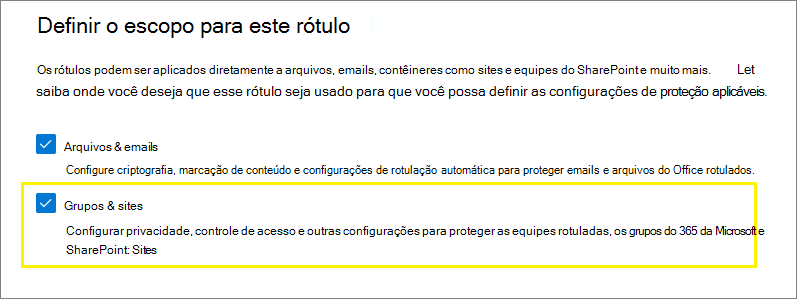 Definir o escopo para este rótulo
Os rótulos podem ser aplicados diretamente a arquivos, emails, contêineres como sites e equipes do SharePoint e muito mais. Let
saiba onde você deseja que esse rótulo seja usado para que você possa definir as configurações de proteção aplicáveis.
Arquivos & emails
Configure criptografia, marcação de conteúdo e configurações de rotulação automática para proteger emails e arquivos do Office rotulados.
Grupos & sites
Configurar privacidade, controle de acesso e outras configurações para proteger as equipes rotuladas, os grupos do 365 da Microsoft e
SharePoint: Sites